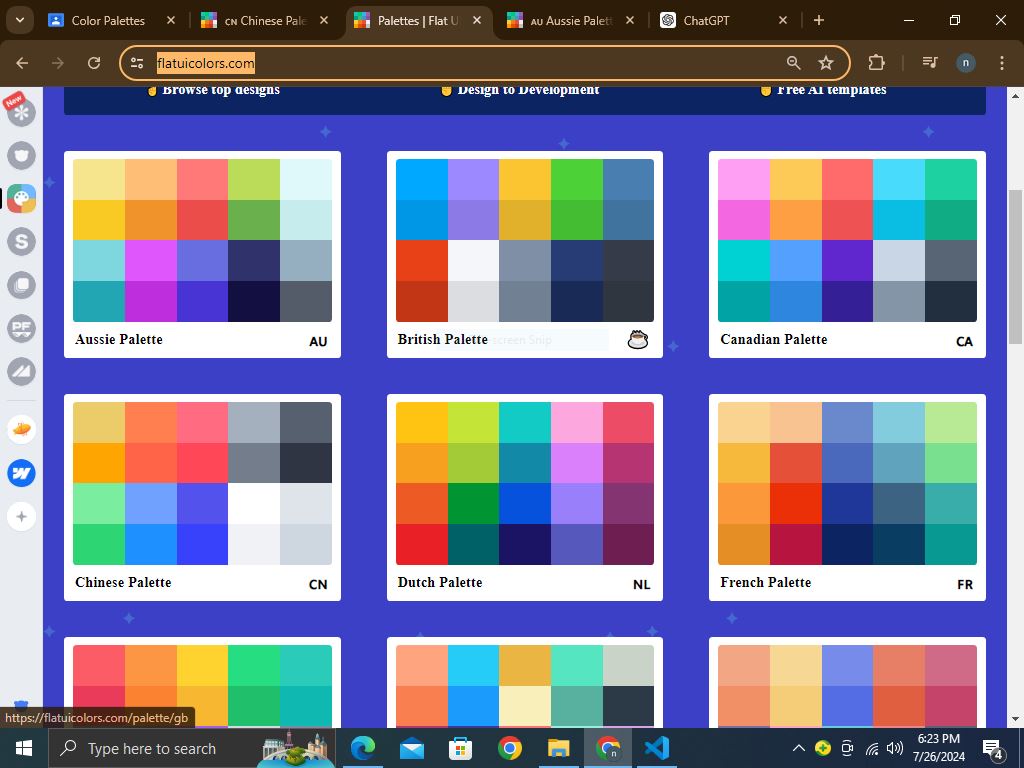 Color Palettes
CN Chinese Pale
Palettes | Flat U
AU Aussie Palett
ChatGPT
flatuicolors.com
n
New
Browse top designs
Design to Development
Free AI templates
Aussie Palette
AU
British Palette
screen Snip
Canadian Palette
CA
S
PF
Chinese Palette
CN
Dutch Palette
NL
French Palette
FR
https://flatuicolors.com/palette/gb
Type here to search
6:23 PM
7/26/2024
4